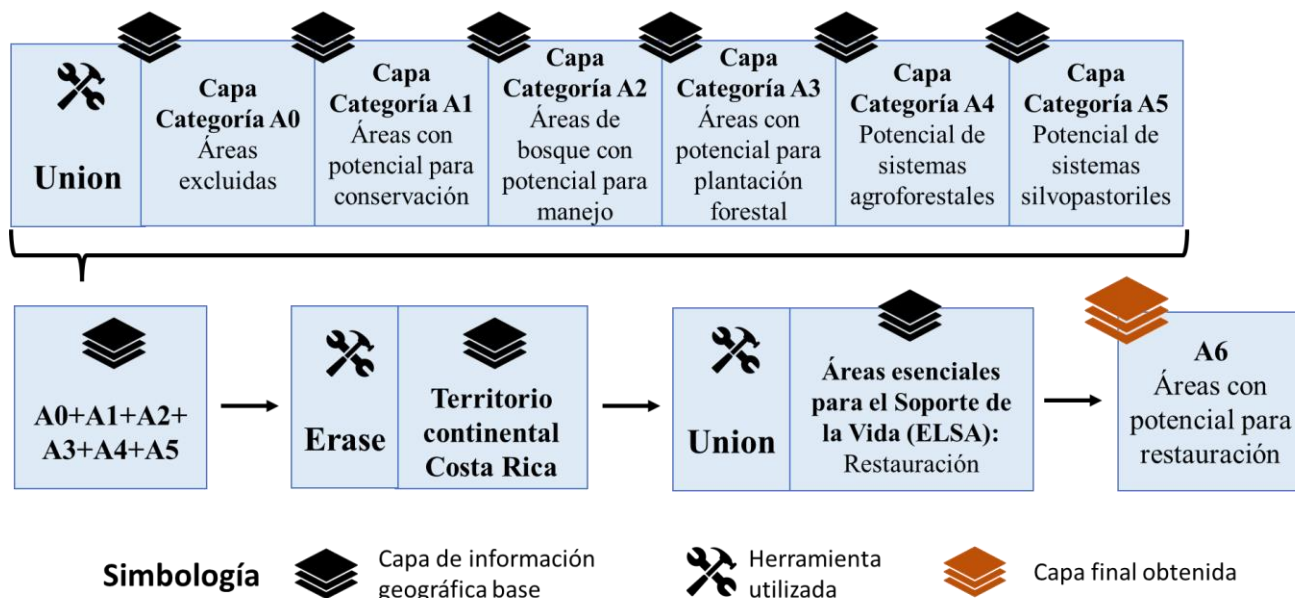 Union
Capa
Categoría A0
Áreas
excluidas
Capa
Categoría A1
Áreas con
potencial para
conservación
Capa
Categoría A2
Áreas de
bosque con
potencial para
manejo
Capa
Categoría A3
Áreas con
potencial para
plantación
forestal
Capa
Categoría A4
Potencial de
sistemas
agroforestales
Capa
Categoría A5
Potencial de
sistemas
silvopastoriles
A0+A1+A2+
A3+A4+A5
Erase
Territorio
continental
Costa Rica
Union
Áreas esenciales
para el Soporte de
la Vida (ELSA):
Restauración
A6
Áreas con
potencial para
restauración
Simbología
Capa de información
geográfica base
Herramienta
utilizada
Capa final obtenida